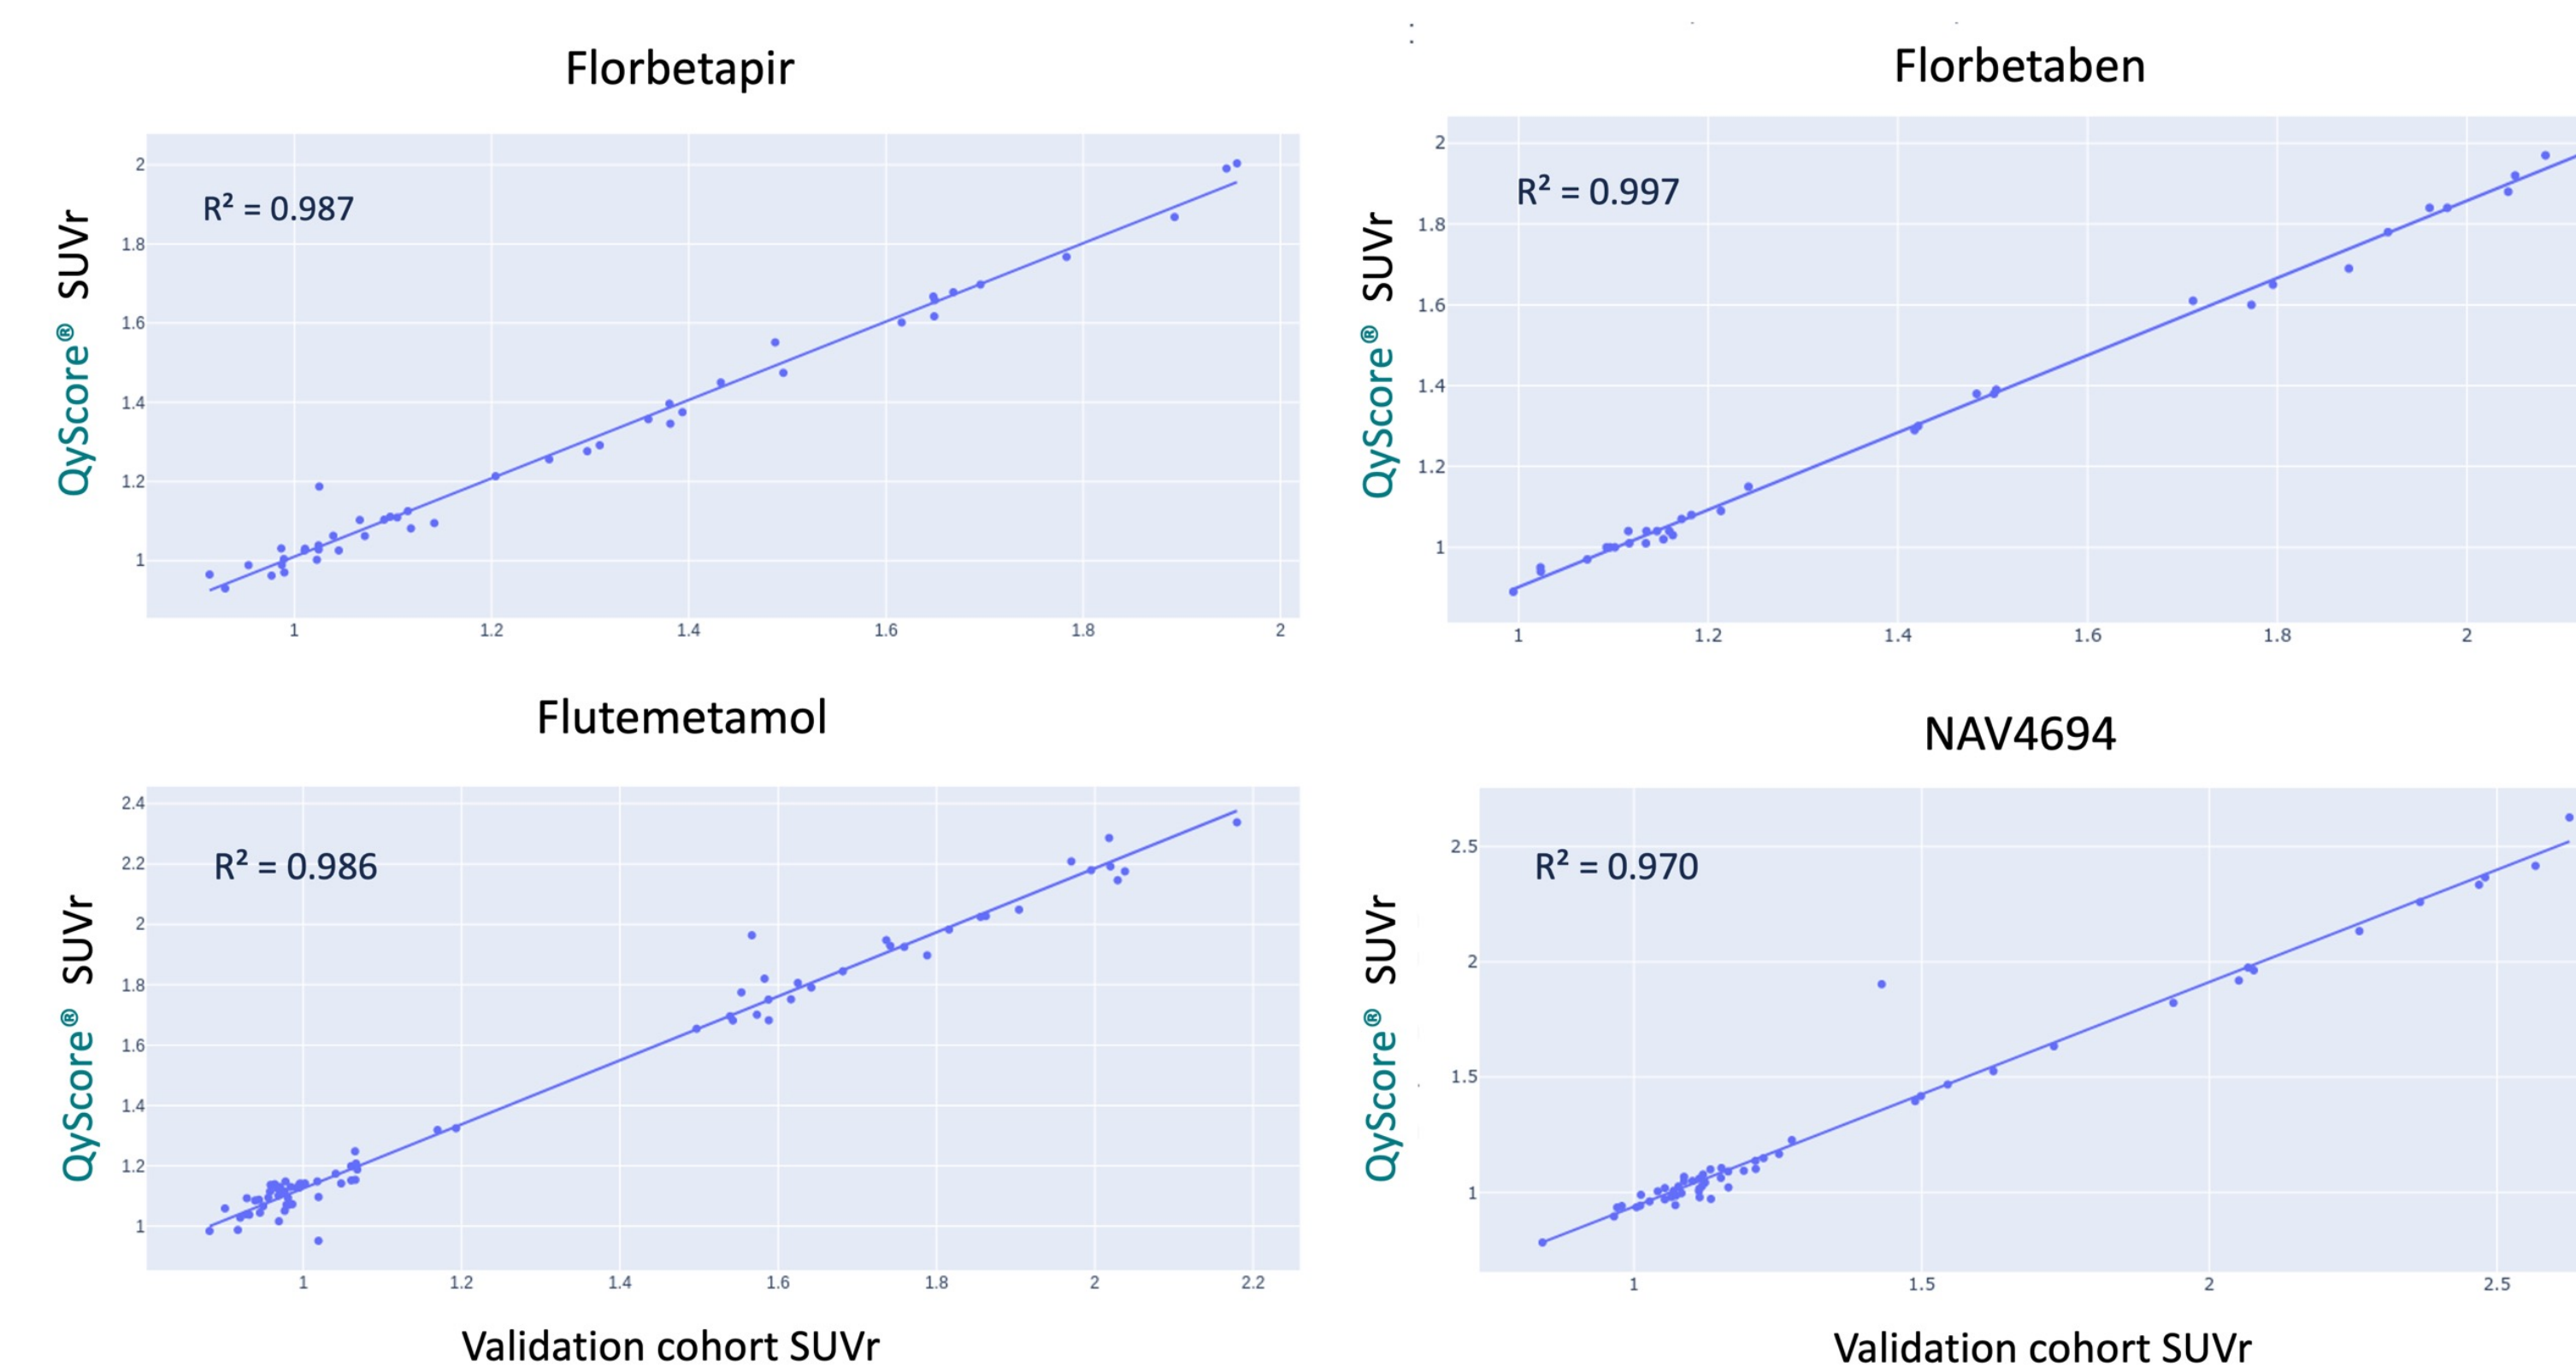 Florbetapir
R² = 0.987
QyScore® SUVr
2
1.8
1.6
1.4
1.2
1
1 1.2 1.4 1.6 1.8 2
Florbetaben
R² = 0.997
QyScore® SUVr
2
1.8
1.6
1.4
1.2
1
1 1.2 1.4 1.6 1.8 2
Flutemetamol
R² = 0.986
QyScore® SUVr
2.4
2.2
2
1.8
1.6
1.4
1.2
1
1 1.2 1.4 1.6 1.8 2 2.2
Validation cohort SUVr
NAV4694
R² = 0.970
QyScore® SUVr
2.5
2
1.5
1
1 1.5 2 2.5
Validation cohort SUVr